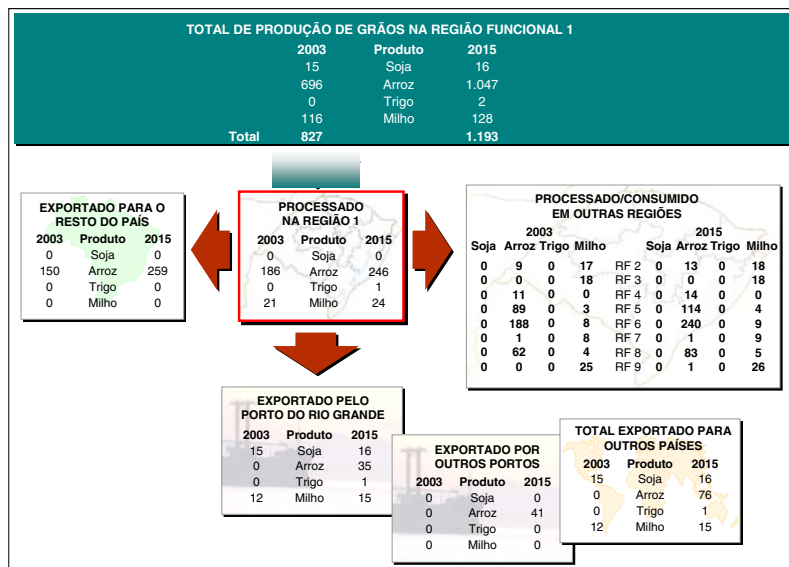 TOTAL DE PRODUÇÃO DE GRÃOS NA REGIÃO FUNCIONAL 1
2003 Produto 2015
15 Soja 16
696 Arroz 1.047
0 Trigo 2
116 Milho 128
Total 827 1.193
EXPORTADO PARA O
RESTO DO PAÍS
2003 Produto 2015
0 Soja 0
150 Arroz 259
0 Trigo 0
0 Milho 0
PROCESSADO
NA REGIÃO 1
2003 Produto 2015
0 Soja 0
186 Arroz 246
0 Trigo 1
21 Milho 24
PROCESSADO/CONSUMIDO
EM OUTRAS REGIÕES
2003 2015
Soja Arroz Trigo Milho Soja Arroz Trigo Milho
0 9 0 17 RF 2 0 13 0 18
0 0 0 18 RF 3 0 0 0 18
0 11 0 0 RF 4 0 14 0 0
0 89 0 3 RF 5 0 114 0 4
0 188 0 8 RF 6 0 240 0 9
0 1 0 8 RF 7 0 1 0 9
0 62 0 4 RF 8 0 83 0 5
0 0 0 25 RF 9 0 1 0 26
EXPORTADO PELO
PORTO DO RIO GRANDE
2003 Produto 2015
15 Soja 16
0 Arroz 35
0 Trigo 1
12 Milho 15
EXPORTADO POR
OUTROS PORTOS
2003 Produto 2015
0 Soja 0
0 Arroz 41
0 Trigo 0
0 Milho 0
TOTAL EXPORTADO PARA
OUTROS PAÍSES
2003 Produto 2015
15 Soja 16
0 Arroz 76
0 Trigo 1
12 Milho 15